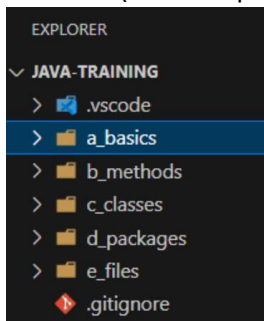 EXPLORER
JAVA-TRAINING
.vscode
a_basics
b_methods
c_classes
d_packages
e_files
.gitignore